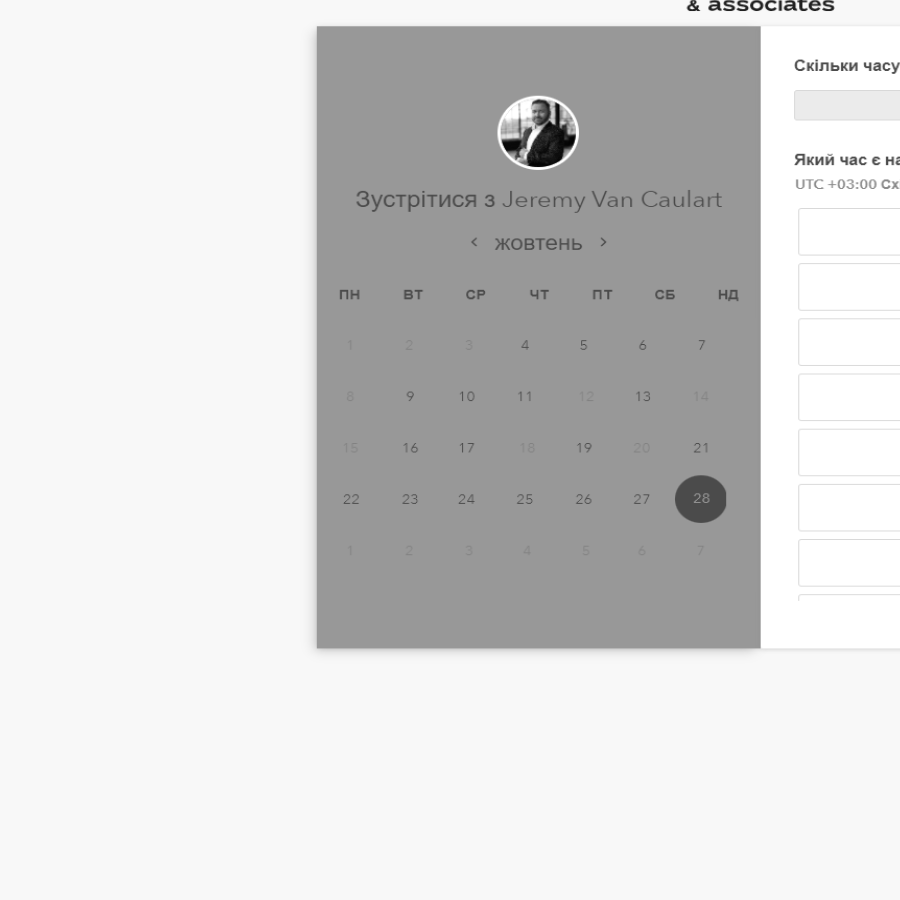 & associates
Зустрітися з Jeremy Van Caulart
‹ жовтень ›
ПН ВТ СР ЧТ ПТ СБ НД
1 2 3 4 5 6 7
8 9 10 11 12 13 14
15 16 17 18 19 20 21
22 23 24 25 26 27 28
1 2 3 4 5 6 7
Скільки часу
Який час є на
UTC +03:00 Сх